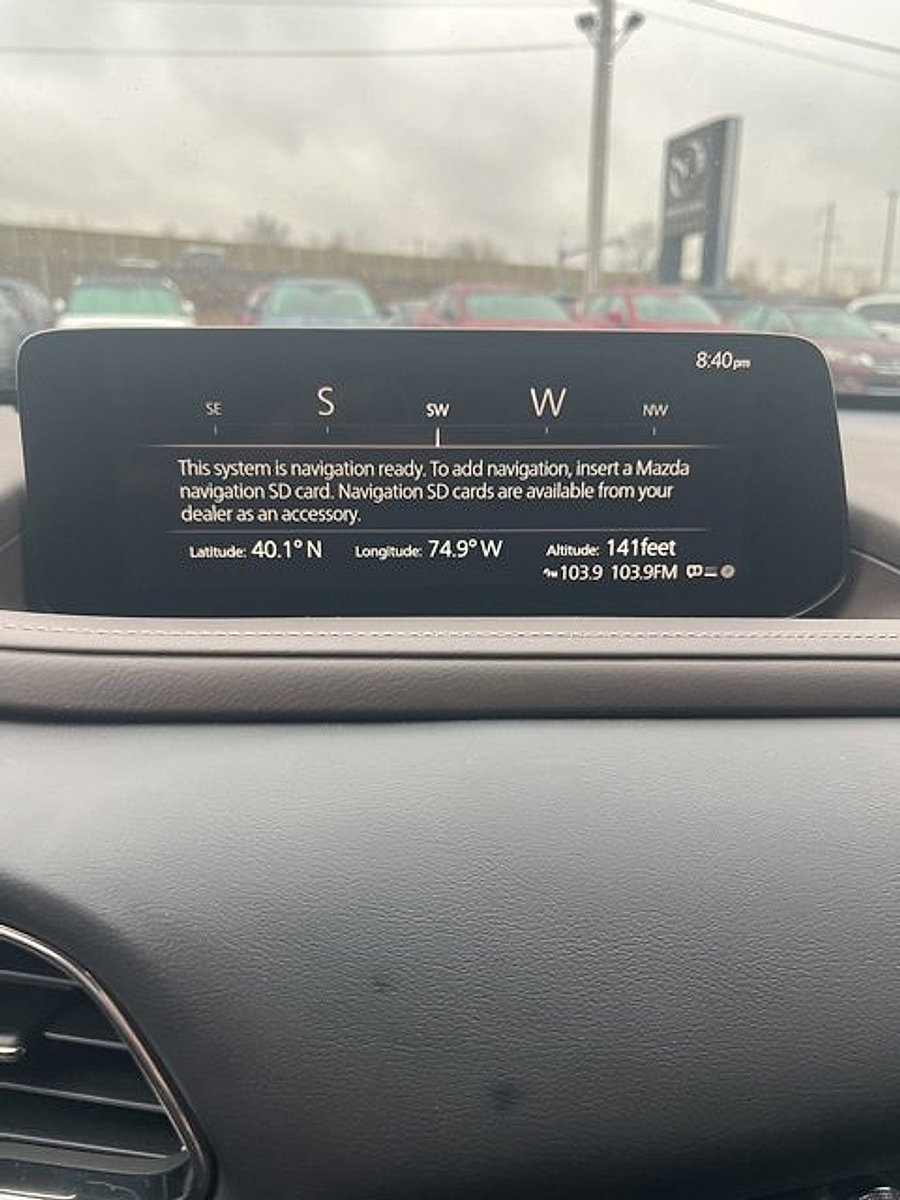 8:40pm
SE S SW W NW
This system is navigation ready. To add navigation, insert a Mazda
navigation SD card. Navigation SD cards are available from your
dealer as an accessory.
Latitude: 40.1° N Longitude: 74.9° W Altitude: 141feet
103.9 103.9FM